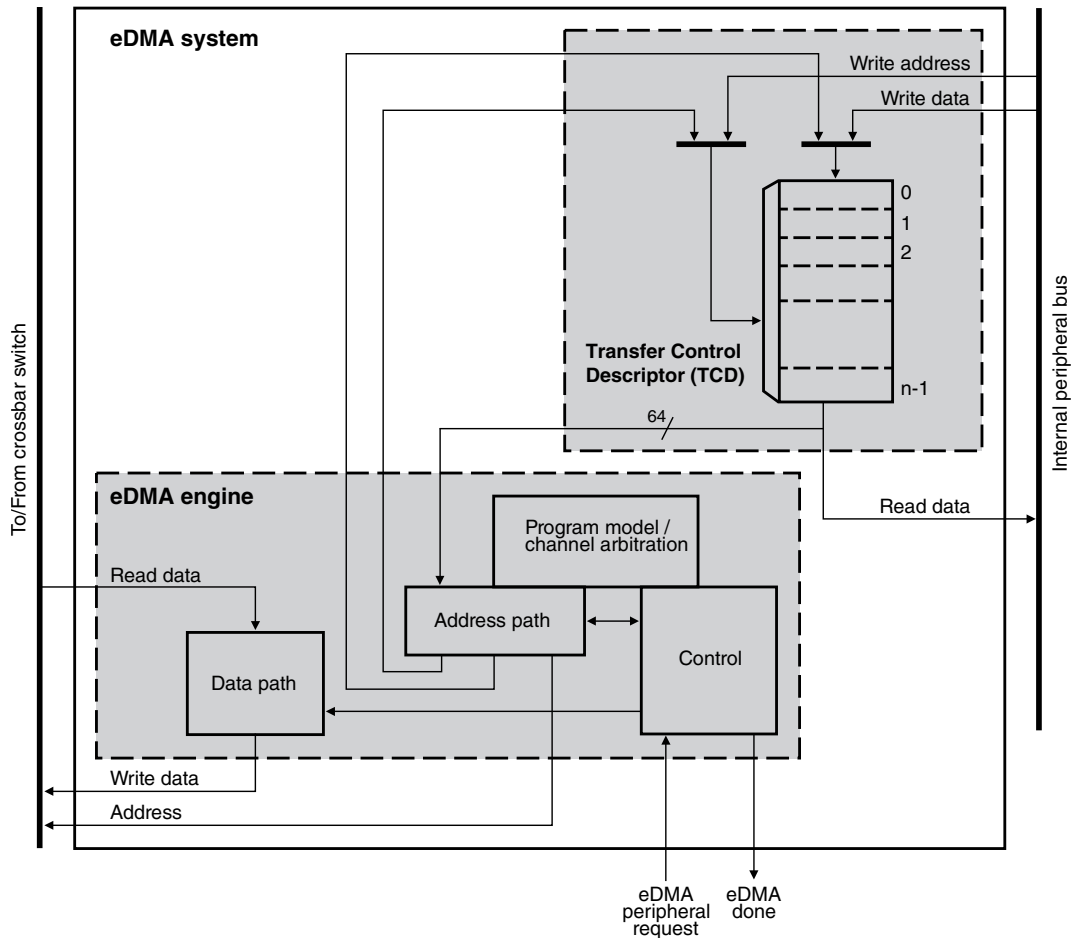 eDMA system
Write address
Write data
0
1
2
n-1
Transfer Control
Descriptor (TCD)
64
To/From crossbar switch
Internal peripheral bus
eDMA engine
Program model /
channel arbitration
Read data
Read data
Address path
Control
Data path
Write data
Address
eDMA
peripheral
request
eDMA
done